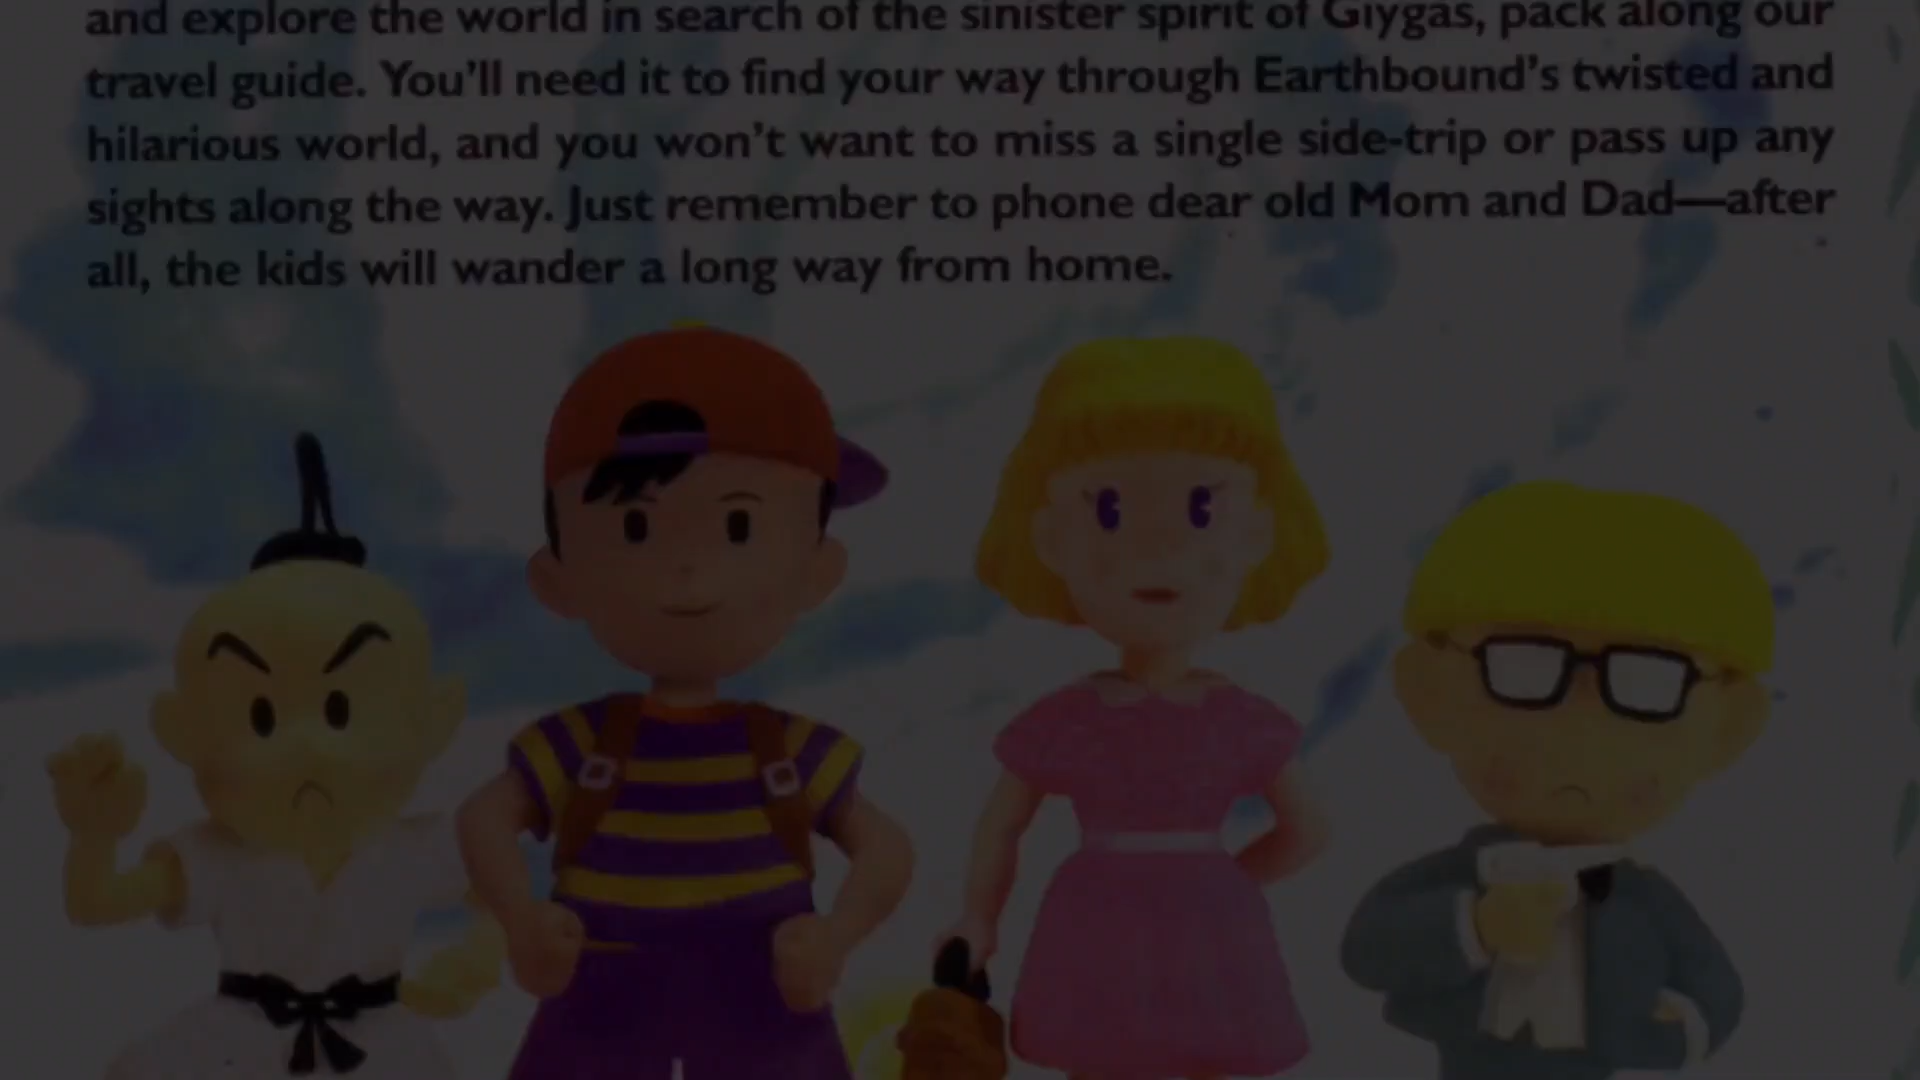 and explore the world in search of the sinister spirit of Giygas, pack along our
travel guide. You'll need it to find your way through Earthbound's twisted and
hilarious world, and you won't want to miss a single side-trip or pass up any
sights along the way. Just remember to phone dear old Mom and Dad—after
all, the kids will wander a long way from home.